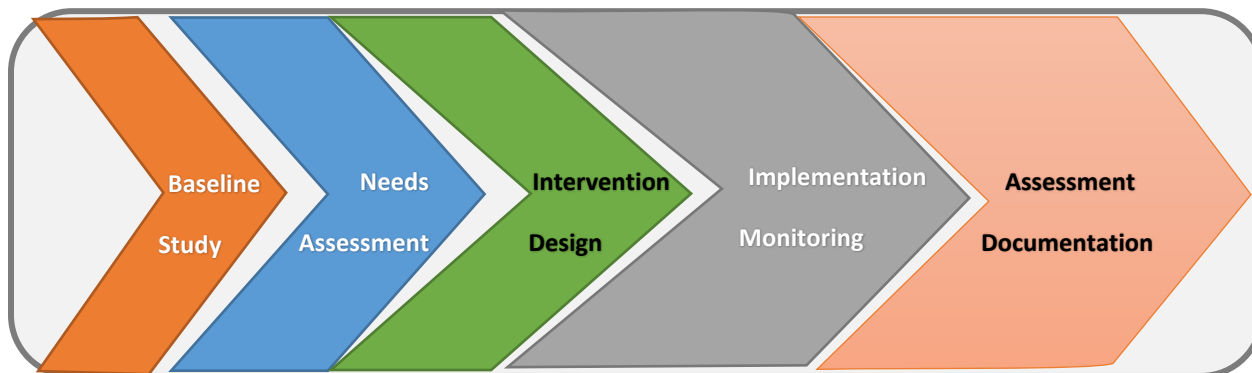 Baseline
Study
Needs
Assessment
Intervention
Design
Implementation
Monitoring
Assessment
Documentation